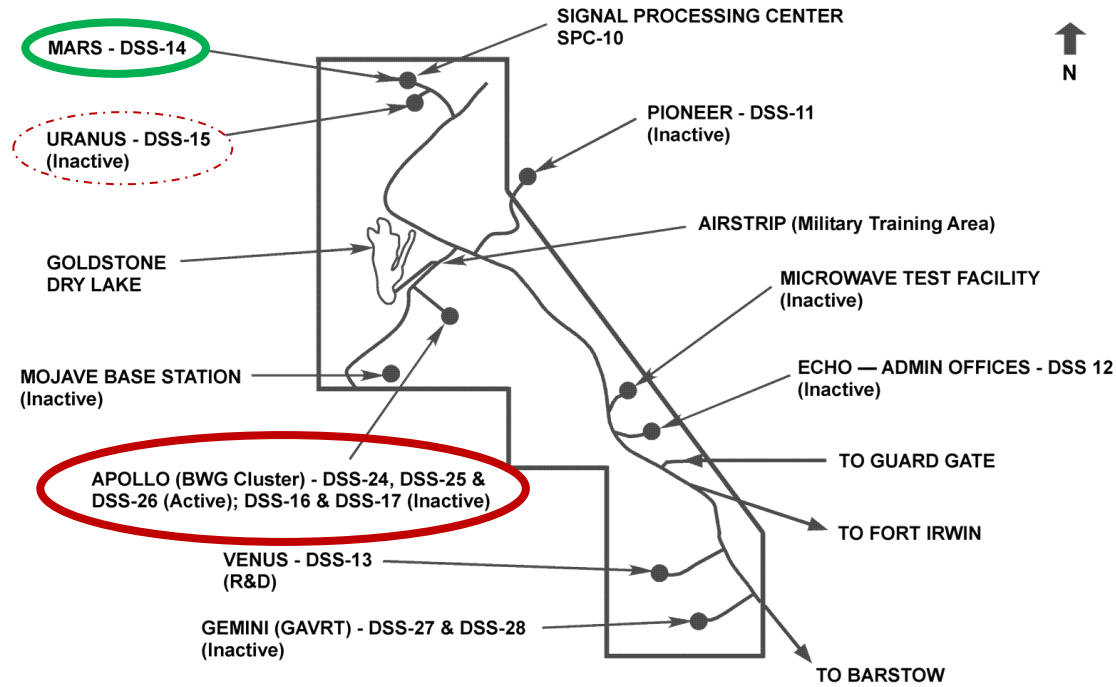 SIGNAL PROCESSING CENTER
SPC-10
MARS - DSS-14
N
PIONEER - DSS-11
(Inactive)
URANUS - DSS-15
(Inactive)
AIRSTRIP (Military Training Area)
GOLDSTONE
DRY LAKE
MICROWAVE TEST FACILITY
(Inactive)
ECHO — ADMIN OFFICES - DSS 12
(Inactive)
MOJAVE BASE STATION
(Inactive)
TO GUARD GATE
APOLLO (BWG Cluster) - DSS-24, DSS-25 &
DSS-26 (Active); DSS-16 & DSS-17 (Inactive)
TO FORT IRWIN
VENUS - DSS-13
(R&D)
GEMINI (GAVRT) - DSS-27 & DSS-28
(Inactive)
TO BARSTOW